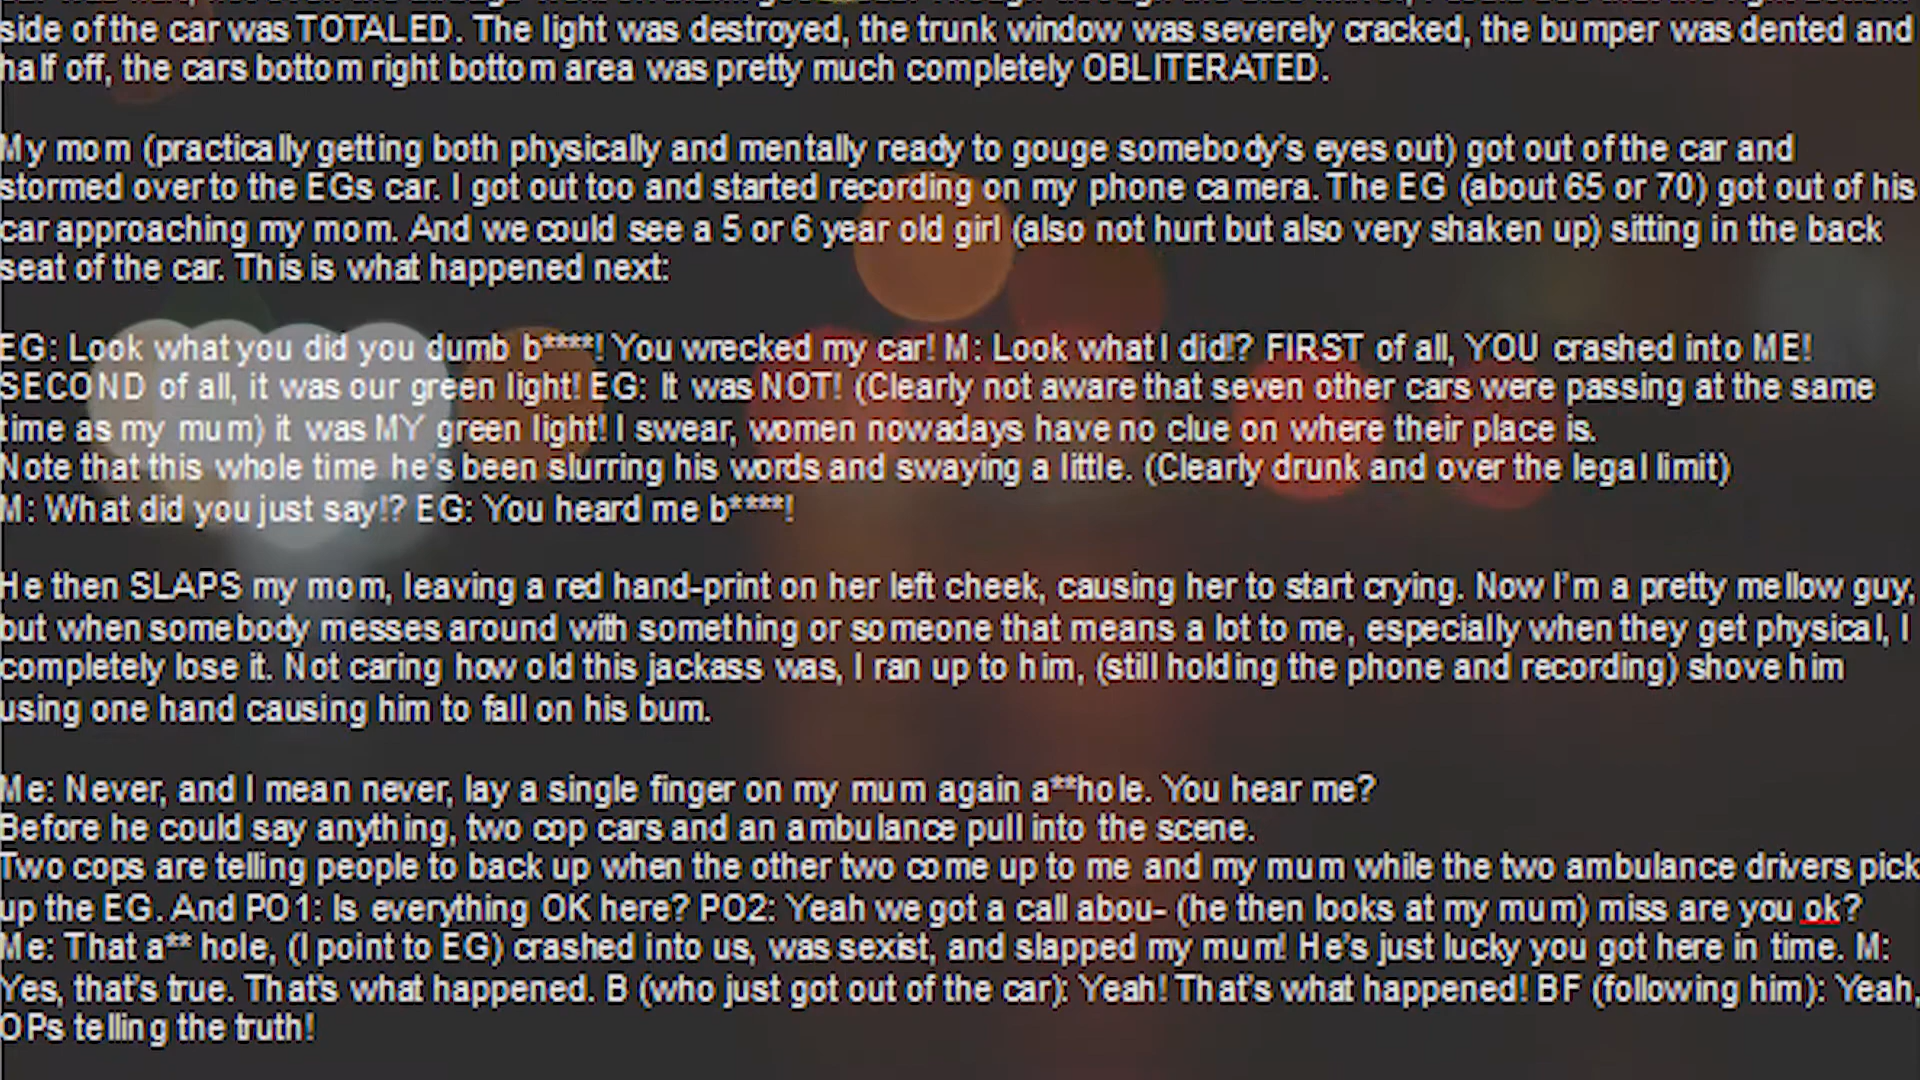 side of the car was TOTALED. The light was destroyed, the trunk window was severely cracked, the bumper was dented and
half off, the cars bottom right bottom area was pretty much completely OBLITERATED.
My mom (practically getting both physically and mentally ready to gouge somebody's eyes out) got out of the car and
stormed over to the EGs car. I got out too and started recording on my phone camera. The EG (about 65 or 70) got out of his
car approaching my mom. And we could see a 5 or 6 year old girl (also not hurt but also very shaken up) sitting in the back
seat of the car. This is what happened next:
EG: Look what you did you dumb b****! You wrecked my car! M: Look what I did!? FIRST of all, YOU crashed into ME!
SECOND of all, it was our green light! EG: It was NOT! (Clearly not aware that seven other cars were passing at the same
time as my mum) it was MY green light! I swear, women nowadays have no clue on where their place is.
Note that this whole time he's been slurring his words and swaying a little. (Clearly drunk and over the legal limit)
M: What did you just say!? EG: You heard me b****!
He then SLAPS my mom, leaving a red hand-print on her left cheek, causing her to start crying. Now I'm a pretty mellow guy,
but when somebody messes around with something or someone that means a lot to me, especially when they get physical, I
completely lose it. Not caring how old this jackass was, I ran up to him, (still holding the phone and recording) shove him
using one hand causing him to fall on his bum.
Me: Never, and I mean never, lay a single finger on my mum again a**hole. You hear me?
Before he could say anything, two cop cars and an ambulance pull into the scene.
Two cops are telling people to back up when the other two come up to me and my mum while the two ambulance drivers pick
up the EG. And PO1: Is everything OK here? PO2: Yeah we got a call abou- (he then looks at my mum) miss are you ok?
Me: That a** hole, (I point to EG) crashed into us, was sexist, and slapped my mum! He's just lucky you got here in time. M:
Yes, that's true. That's what happened. B (who just got out of the car): Yeah! That's what happened! BF (following him): Yeah,
OPs telling the truth!